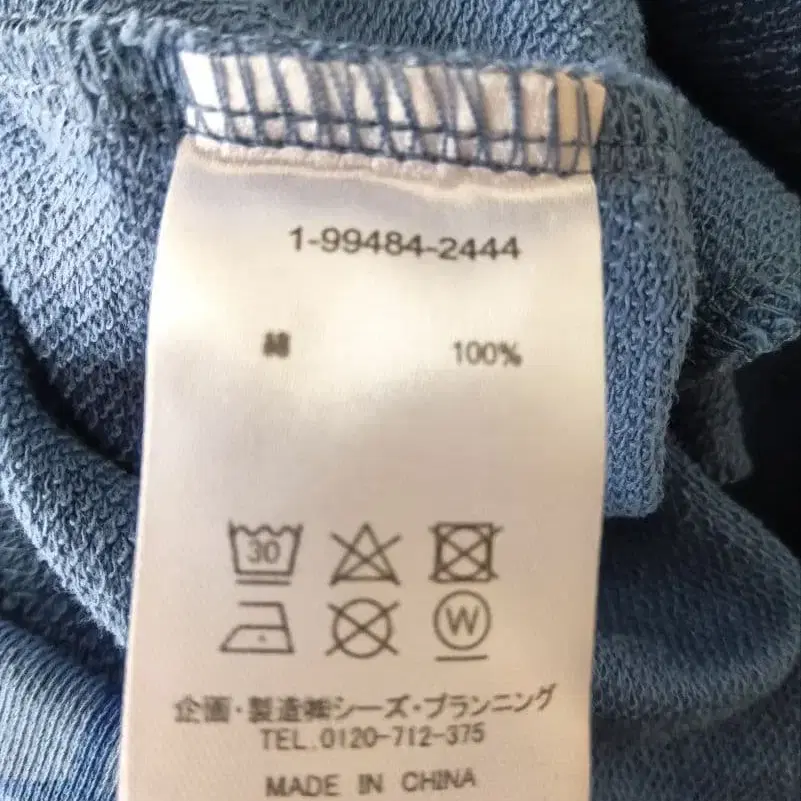 1-99484-2444
綿 100%
30
W
企画・製造㈱シーズ・プランニング
TEL.0120-712-375
MADE IN CHINA